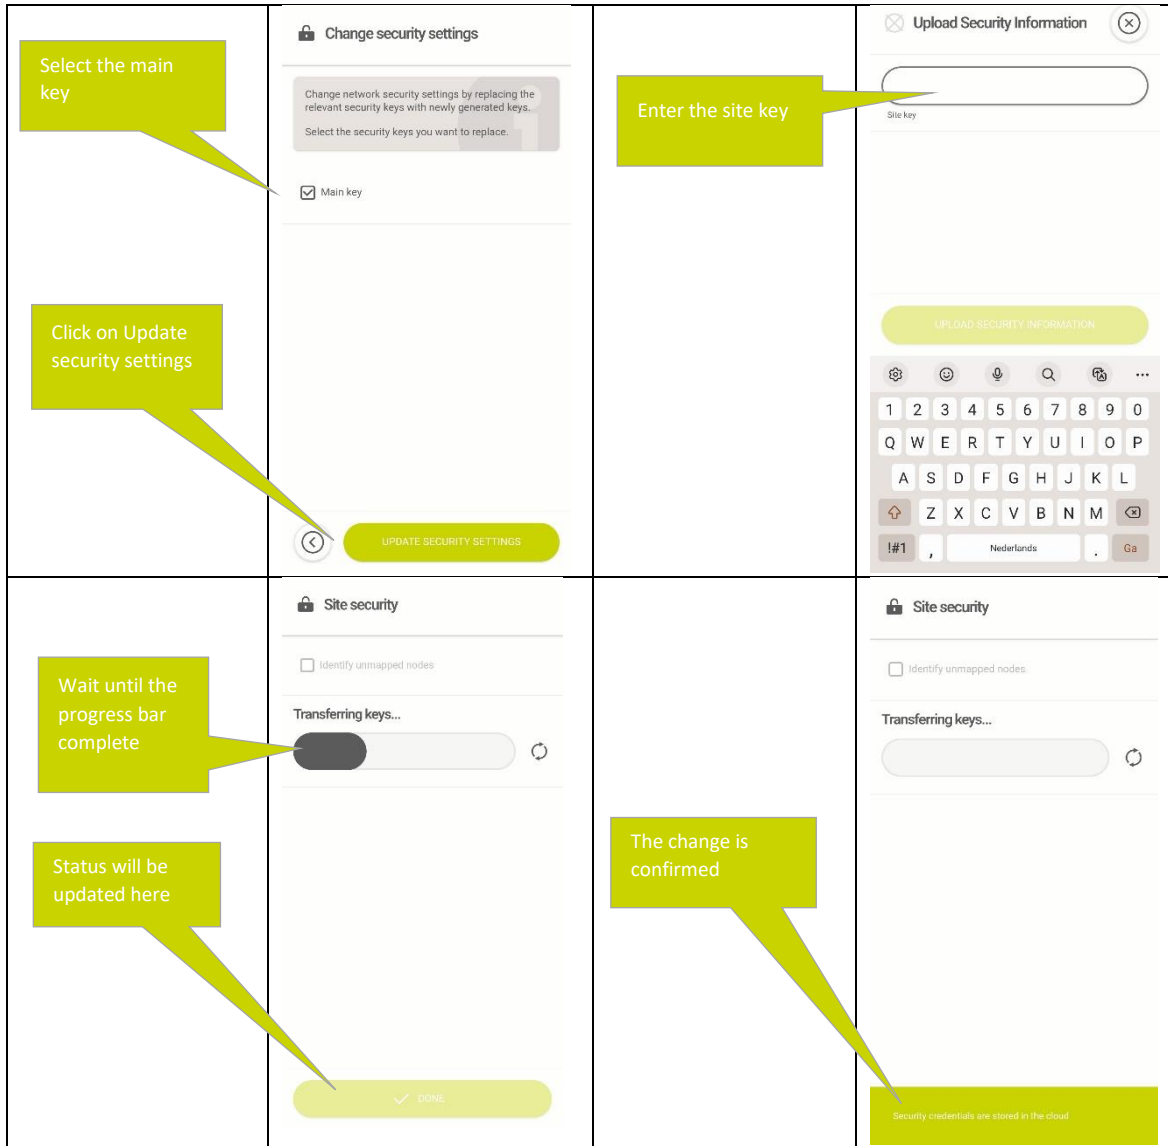 Select the main
key
Change security settings
Change network security settings by replacing the
relevant security keys with newly generated keys.
Select the security keys you want to replace.
Main key
Click on Update
security settings
UPDATE SECURITY SETTINGS
Enter the site key
Upload Security Information
Site key
UPLOAD SECURITY INFORMATION
1 2 3 4 5 6 7 8 9 0
Q W E R T Y U I O P
A S D F G H J K L
Z X C V B N M
!#1 , Nederlands . Ga
Wait until the
progress bar
complete
Status will be
updated here
Site security
Identify unmapped nodes
Transferring keys...
DONE
The change is
confirmed
Site security
Identify unmapped nodes
Transferring keys...
Security credentials are stored in the cloud